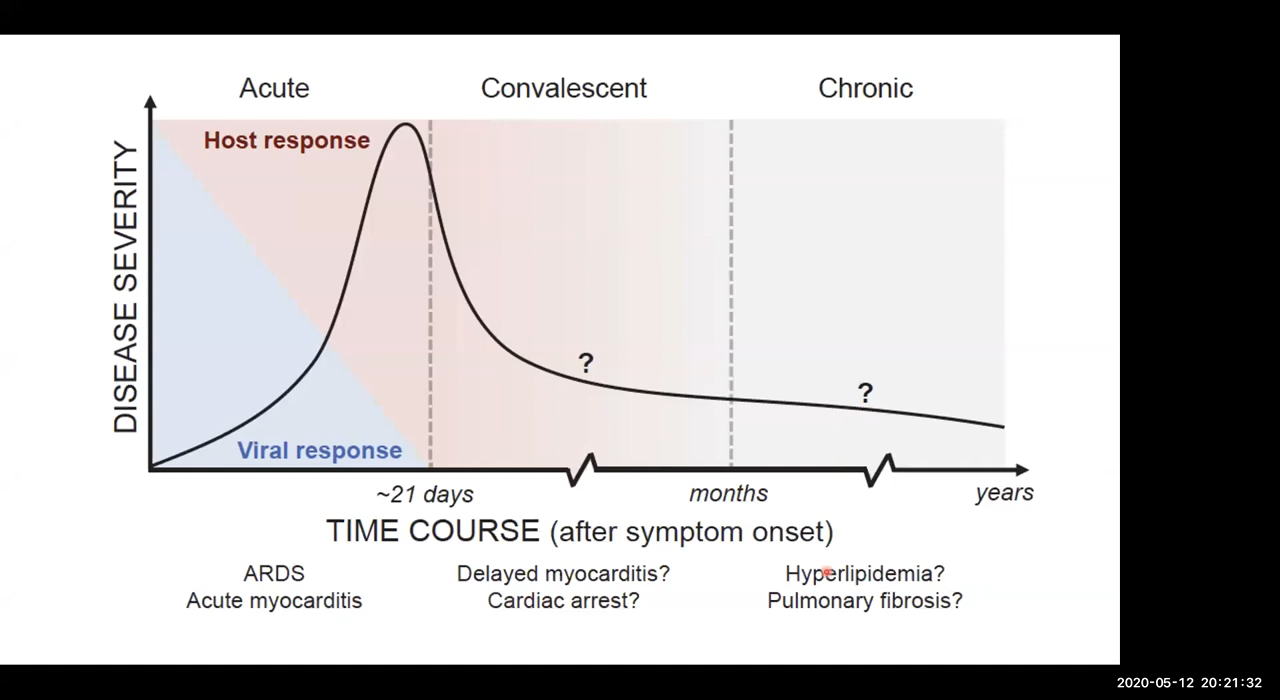 Acute
Convalescent
Chronic
Host response
DISEASE SEVERITY
?
?
Viral response
~21 days
months
years
TIME COURSE (after symptom onset)
ARDS
Acute myocarditis
Delayed myocarditis?
Cardiac arrest?
Hyperlipidemia?
Pulmonary fibrosis?
2020-05-12 20:21:32